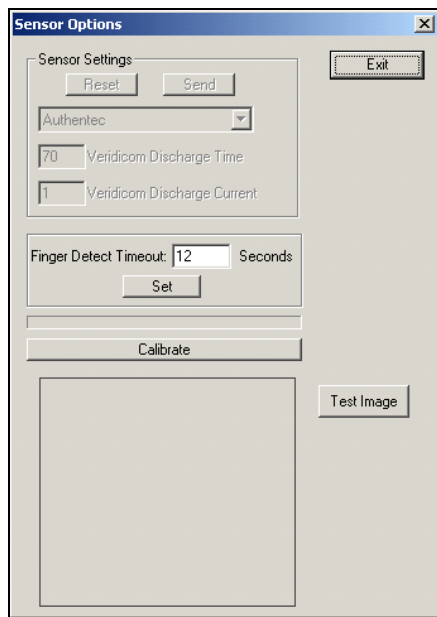 Sensor Options
Sensor Settings
Exit
Reset Send
Authentec
70 Veridicom Discharge Time
1 Veridicom Discharge Current
Finger Detect Timeout: 12 Seconds
Set
Calibrate
Test Image